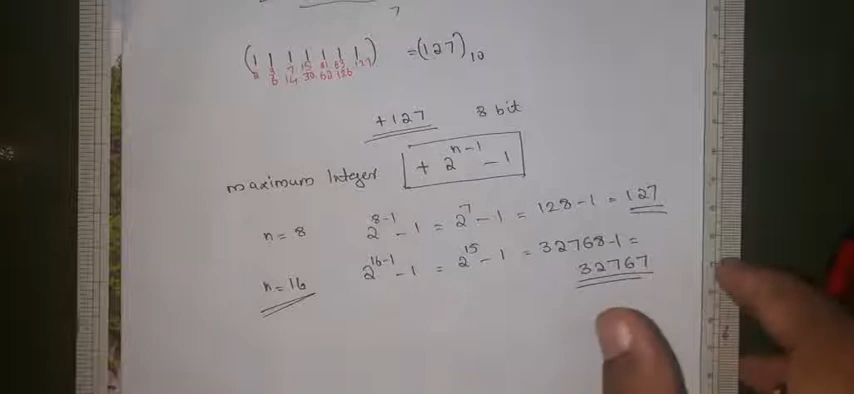 (1 1 1 1 1 1 1) = (127)10
2 3 7 15 31 63 127
6 14 30 62 126
+127 8 bit
maximum Integer + 2^(n-1) - 1
n = 8 2^(8-1) - 1 = 2^7 - 1 = 128 - 1 = 127
n = 16 2^(16-1) - 1 = 2^15 - 1 = 32768 - 1 =
32767